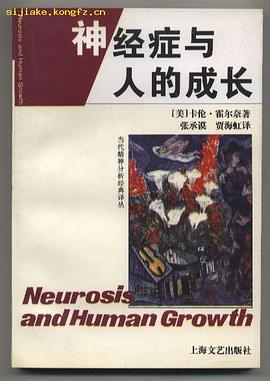 sijiake.kongfz.cn
Neurosis and Human Growth
神经症与
人的成长
[美]卡伦·霍尔奈著
张承谟 贾海虹译
当代精神分析经典译丛
Neurosis
and Human Growth
上海文艺出版社